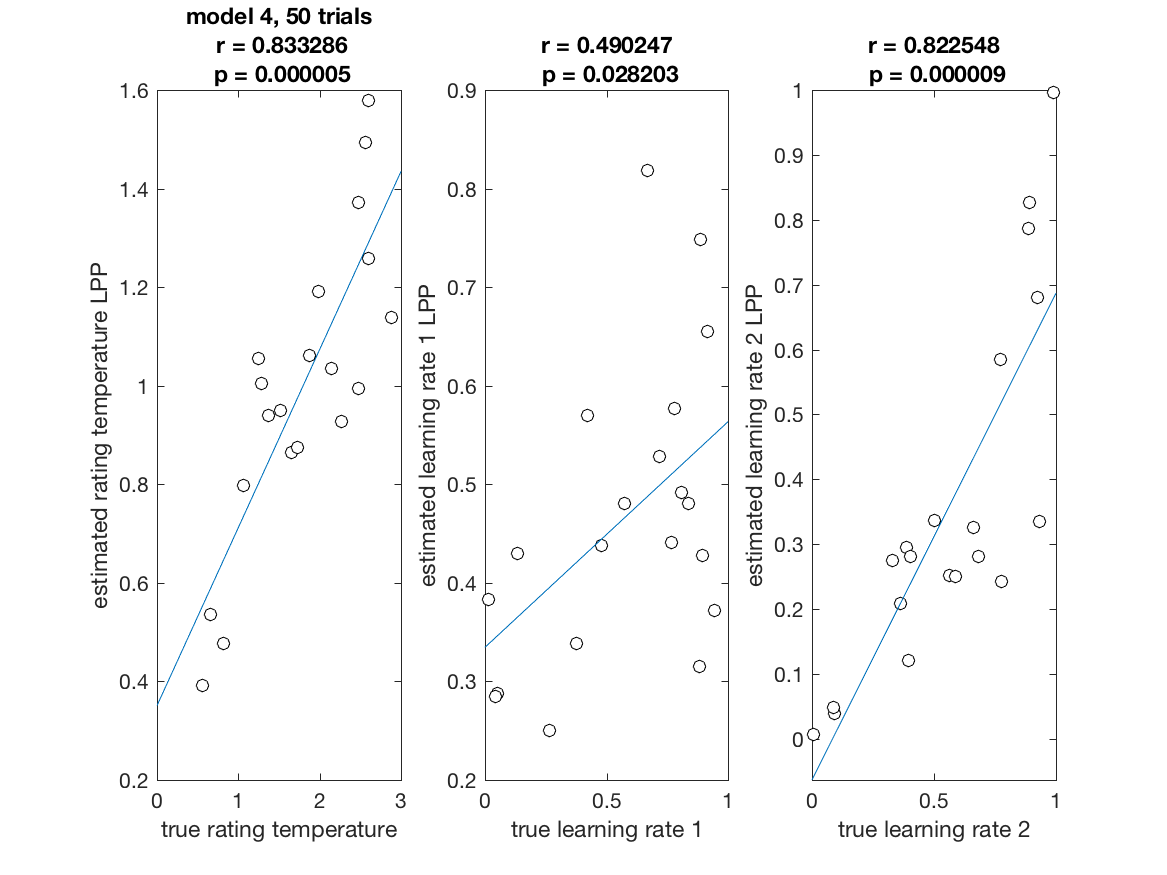 model 4, 50 trials
r = 0.833286
p = 0.000005
r = 0.490247
p = 0.028203
r = 0.822548
p = 0.000009
estimated rating temperature LPP
1.6
1.4
1.2
1
0.8
0.6
0.4
0.2
0 1 2 3
true rating temperature
estimated learning rate 1 LPP
0.9
0.8
0.7
0.6
0.5
0.4
0.3
0.2
0 0.5 1
true learning rate 1
estimated learning rate 2 LPP
1
0.9
0.8
0.7
0.6
0.5
0.4
0.3
0.2
0.1
0
0 0.5 1
true learning rate 2